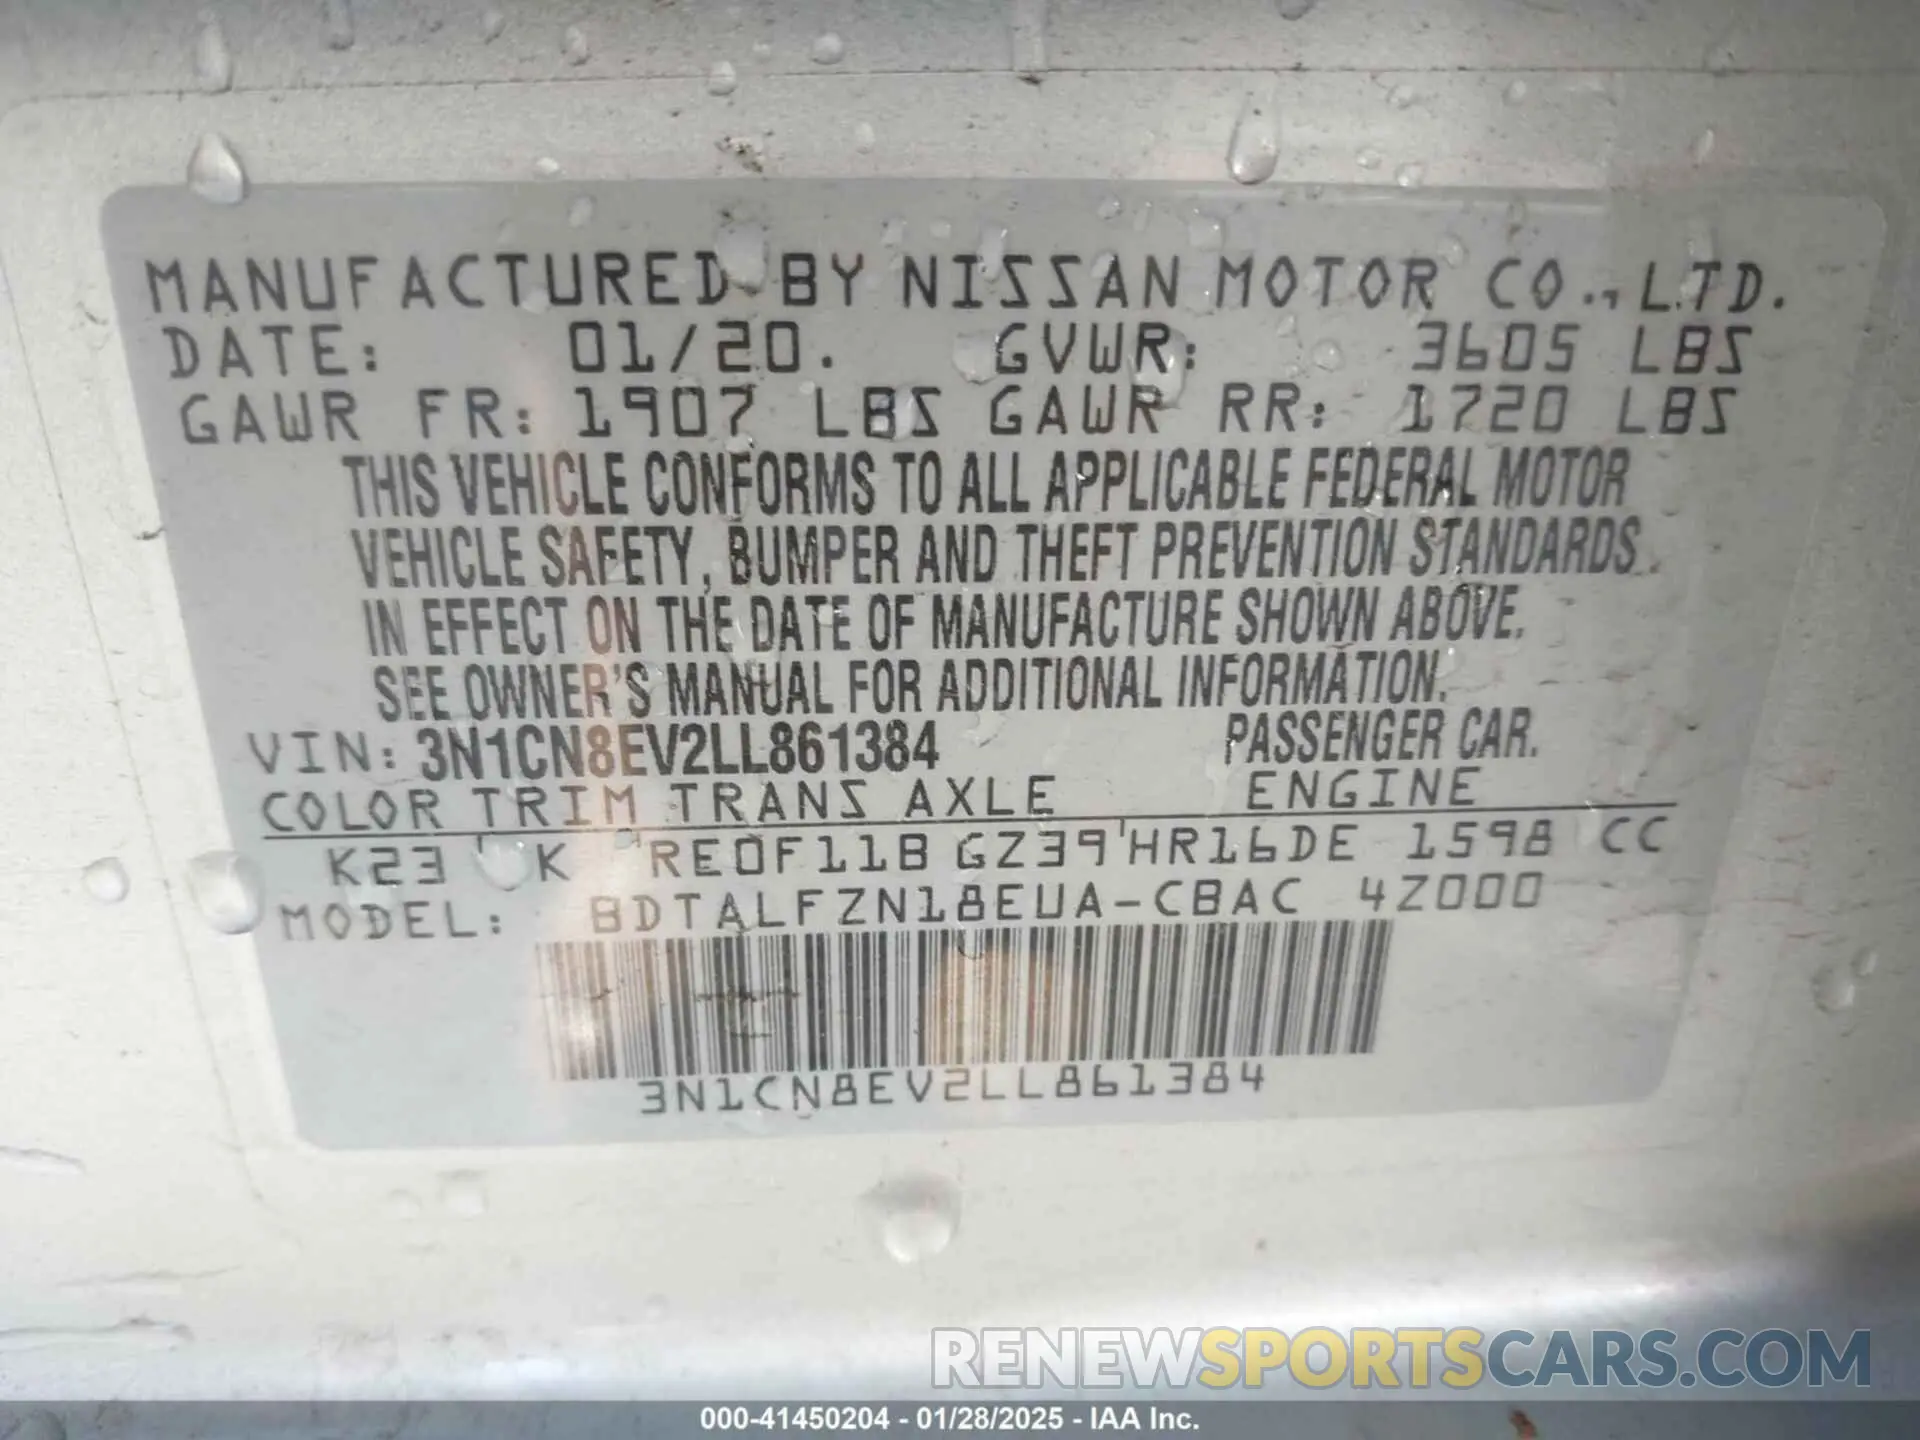 MANUFACTURED BY NISSAN MOTOR CO., LTD.
DATE: 01/20. GVWR: 3605 LBS
GAWR FR: 1907 LBS GAWR RR: 1720 LBS
THIS VEHICLE CONFORMS TO ALL APPLICABLE FEDERAL MOTOR
VEHICLE SAFETY, BUMPER AND THEFT PREVENTION STANDARDS
IN EFFECT ON THE DATE OF MANUFACTURE SHOWN ABOVE.
SEE OWNER'S MANUAL FOR ADDITIONAL INFORMATION.
VIN: 3N1CN8EV2LL861384 PASSENGER CAR.
COLOR TRIM TRANS AXLE ENGINE
K23 K RE0F11B GZ39 HR16DE 1598 CC
MODEL: BDTALFZN18EUA-CBAC 4Z000
3N1CN8EV2LL861384
RENEWSPORTSCARS.COM
000-41450204 - 01/28/2025 - IAA Inc.